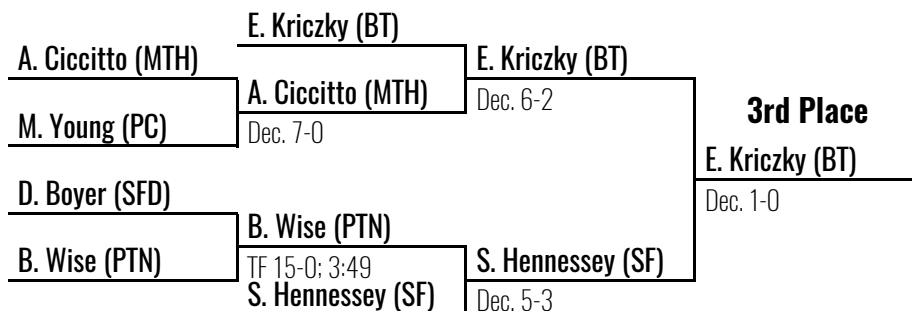 E. Kriczky (BT)
A. Ciccitto (MTH)
E. Kriczky (BT)
A. Ciccitto (MTH)
Dec. 6-2
3rd Place
M. Young (PC)
Dec. 7-0
E. Kriczky (BT)
D. Boyer (SFD)
Dec. 1-0
B. Wise (PTN)
B. Wise (PTN)
TF 15-0; 3:49
S. Hennessey (SF)
S. Hennessey (SF)
Dec. 5-3